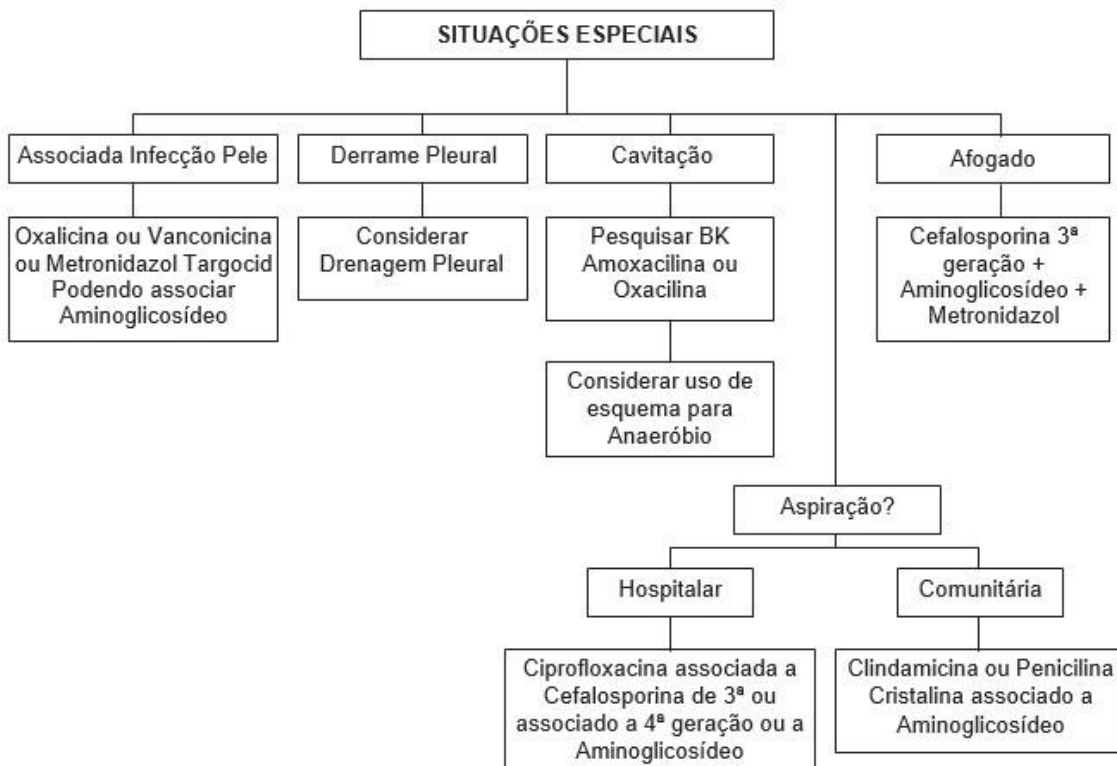 SITUAÇÕES ESPECIAIS
Associada Infecção Pele
Oxalicina ou Vanconicina
ou Metronidazol Targocid
Podendo associar
Aminoglicosídeo
Derrame Pleural
Considerar
Drenagem Pleural
Cavitação
Pesquisar BK
Amoxacilina ou
Oxacilina
Considerar uso de
esquema para
Anaeróbio
Afogado
Cefalosporina 3ª
geração +
Aminoglicosídeo +
Metronidazol
Aspiração?
Hospitalar
Ciprofloxacina associada a
Cefalosporina de 3ª ou
associado a 4ª geração ou a
Aminoglicosídeo
Comunitária
Clindamicina ou Penicilina
Cristalina associado a
Aminoglicosídeo